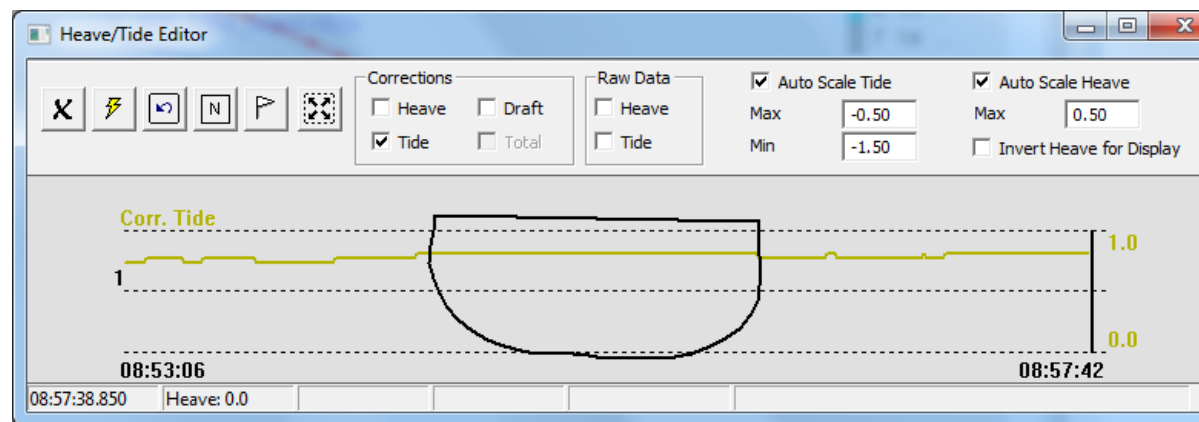 Heave/Tide Editor
Corrections
Heave
Draft
Tide
Total
Raw Data
Heave
Tide
Auto Scale Tide
Max -0.50
Min -1.50
Auto Scale Heave
Max 0.50
Invert Heave for Display
N
Corr. Tide
1.0
1
0.0
08:53:06
08:57:42
08:57:38.850
Heave: 0.0